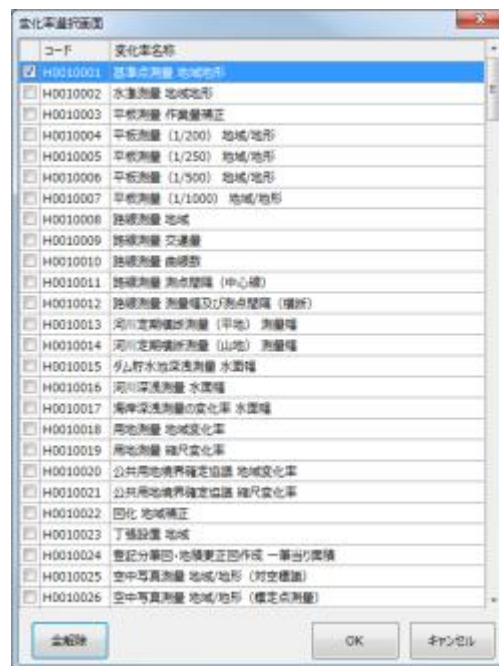 変化率選択画面
コード 変化率名称
H0010001 基準点測量 地域地形
H0010002 水準測量 地域地形
H0010003 平板測量 作業量補正
H0010004 平板測量 (1/200) 地域/地形
H0010005 平板測量 (1/250) 地域/地形
H0010006 平板測量 (1/500) 地域/地形
H0010007 平板測量 (1/1000) 地域/地形
H0010008 路線測量 地域
H0010009 路線測量 交通量
H0010010 路線測量 曲線数
H0010011 路線測量 測点間隔 (中心線)
H0010012 路線測量 測量幅及び測点間隔 (横断)
H0010013 河川定期横断測量 (平地) 測量幅
H0010014 河川定期横断測量 (山地) 測量幅
H0010015 ダム貯水池深浅測量 水面幅
H0010016 河川深浅測量 水面幅
H0010017 海岸深浅測量の変化率 水面幅
H0010018 用地測量 地域変化率
H0010019 用地測量 縮尺変化率
H0010020 公共用地境界確定協議 地域変化率
H0010021 公共用地境界確定協議 縮尺変化率
H0010022 図化 地域補正
H0010023 丁張設置 地域
H0010024 登記分筆図・地積更正図作成 一筆当り面積
H0010025 空中写真測量 地域/地形 (対空標識)
H0010026 空中写真測量 地域/地形 (標定点測量)
全解除 OK キャンセル